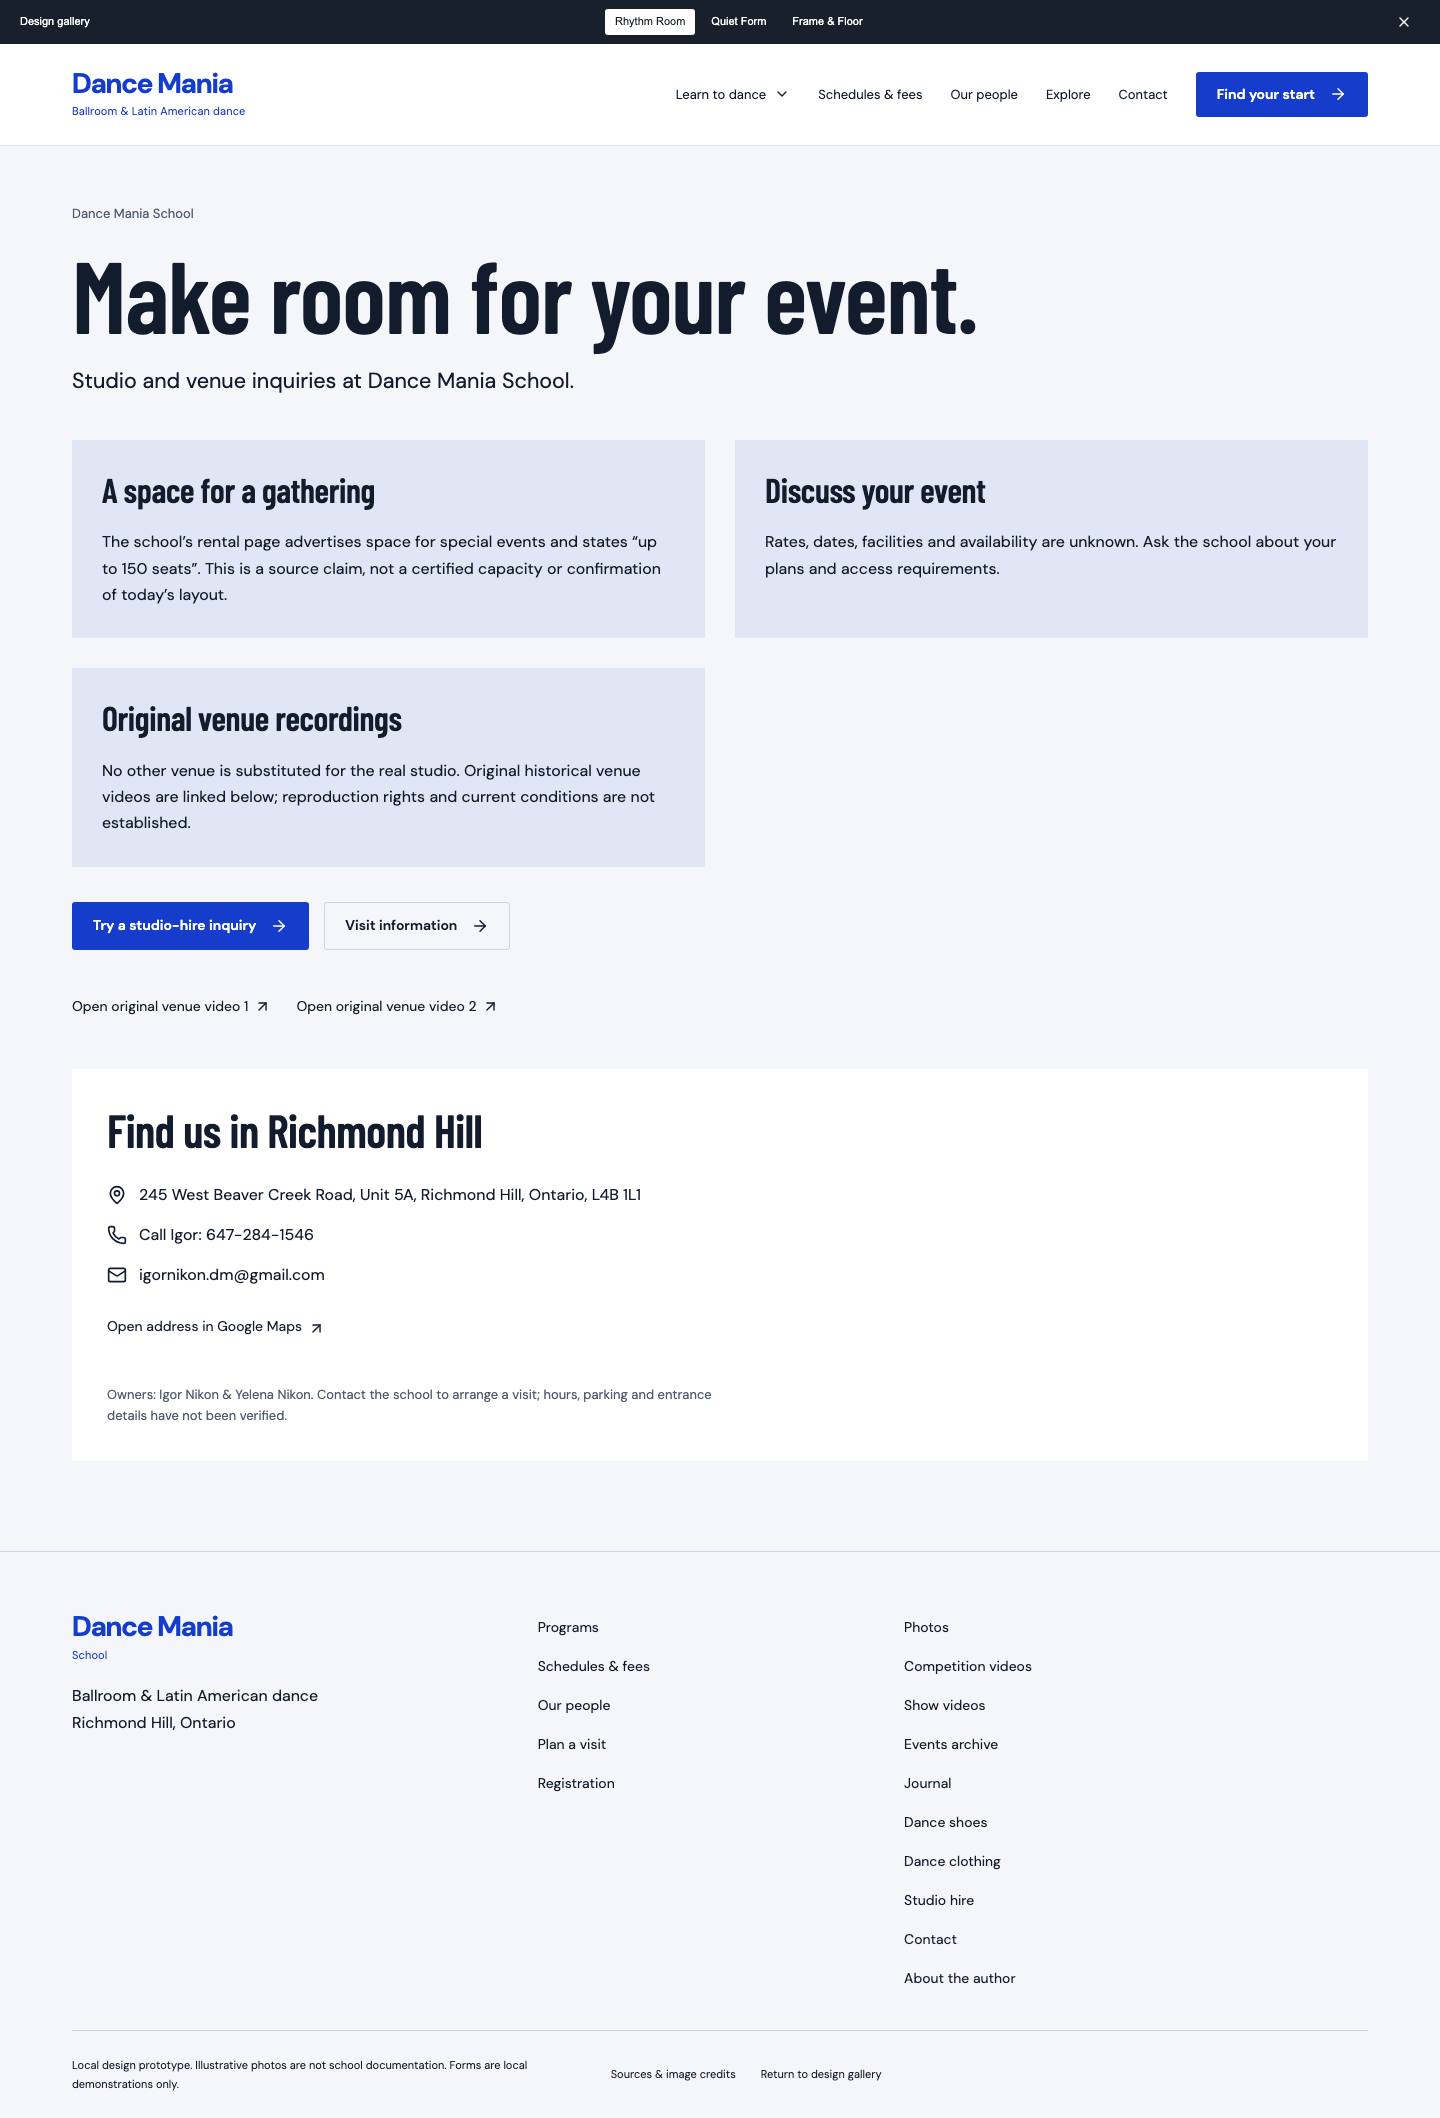 Design gallery
Rhythm Room
Quiet Form
Frame & Floor
Dance Mania
Ballroom & Latin American dance
Learn to dance
Schedules & fees
Our people
Explore
Contact
Find your start
Dance Mania School
Make room for your event.
Studio and venue inquiries at Dance Mania School.
A space for a gathering
The school’s rental page advertises space for special events and states “up
to 150 seats”. This is a source claim, not a certified capacity or confirmation
of today’s layout.
Discuss your event
Rates, dates, facilities and availability are unknown. Ask the school about your
plans and access requirements.
Original venue recordings
No other venue is substituted for the real studio. Original historical venue
videos are linked below; reproduction rights and current conditions are not
established.
Try a studio-hire inquiry
Visit information
Open original venue video 1
Open original venue video 2
Find us in Richmond Hill
245 West Beaver Creek Road, Unit 5A, Richmond Hill, Ontario, L4B 1L1
Call Igor: 647-284-1546
igornikon.dm@gmail.com
Open address in Google Maps
Owners: Igor Nikon & Yelena Nikon. Contact the school to arrange a visit; hours, parking and entrance
details have not been verified.
Dance Mania
School
Ballroom & Latin American dance
Richmond Hill, Ontario
Programs
Schedules & fees
Our people
Plan a visit
Registration
Photos
Competition videos
Show videos
Events archive
Journal
Dance shoes
Dance clothing
Studio hire
Contact
About the author
Local design prototype. Illustrative photos are not school documentation. Forms are local
demonstrations only.
Sources & image credits
Return to design gallery